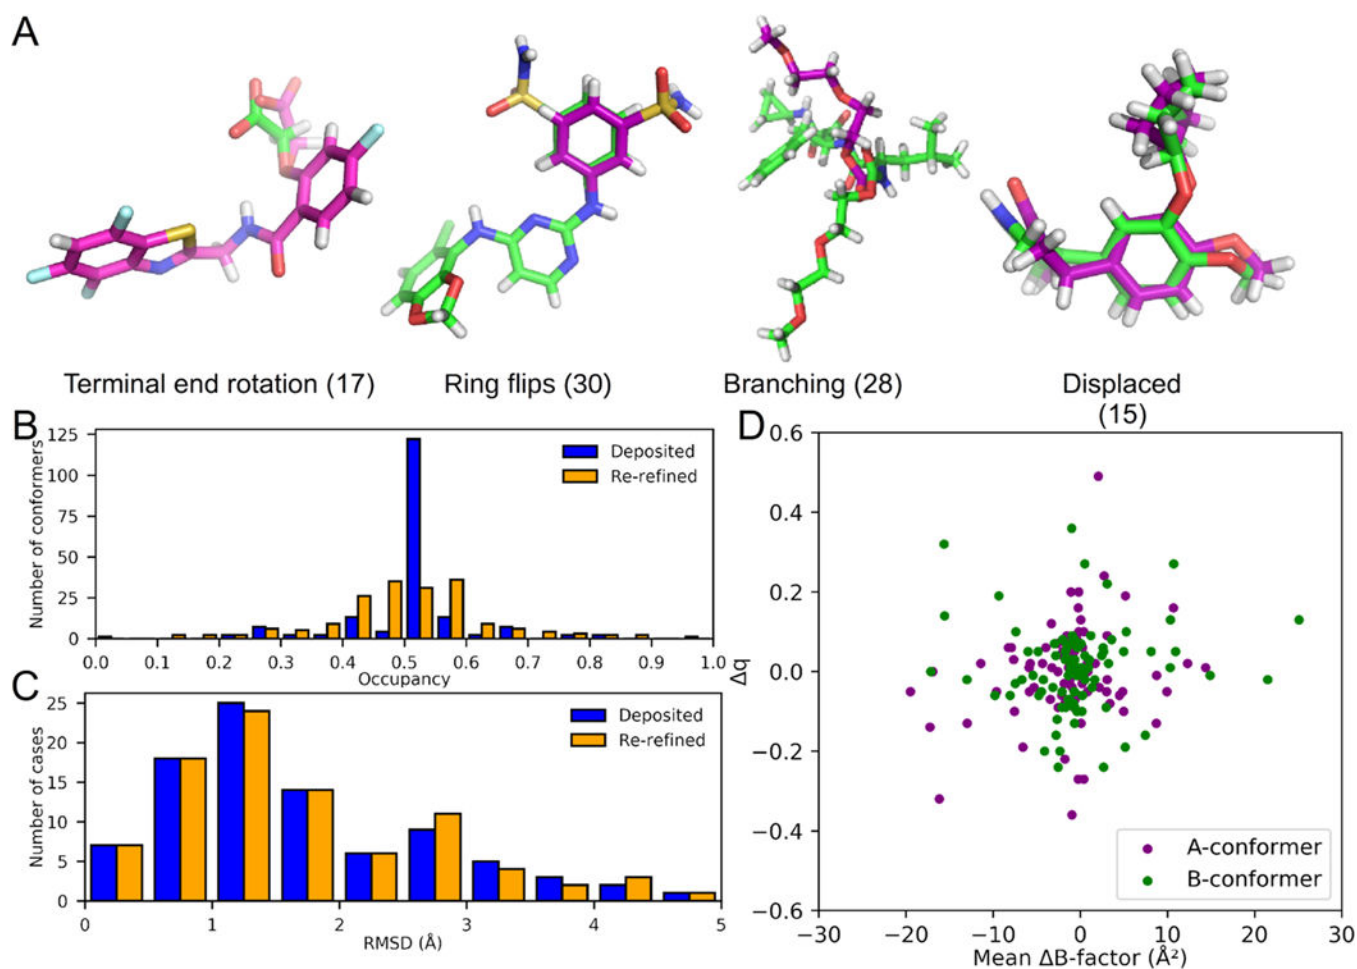 A
Terminal end rotation (17)
Ring flips (30)
Branching (28)
Displaced
(15)
B
Number of conformers
125
100
75
50
25
0
Deposited
Re-refined
0.0 0.1 0.2 0.3 0.4 0.5 0.6 0.7 0.8 0.9 1.0
Occupancy
C
Number of cases
25
20
15
10
5
0
Deposited
Re-refined
0 1 2 3 4 5
RMSD (Å)
D
Δq
0.6
0.4
0.2
0.0
−0.2
−0.4
−0.6
A-conformer
B-conformer
−30 −20 −10 0 10 20 30
Mean ΔB-factor (Å²)